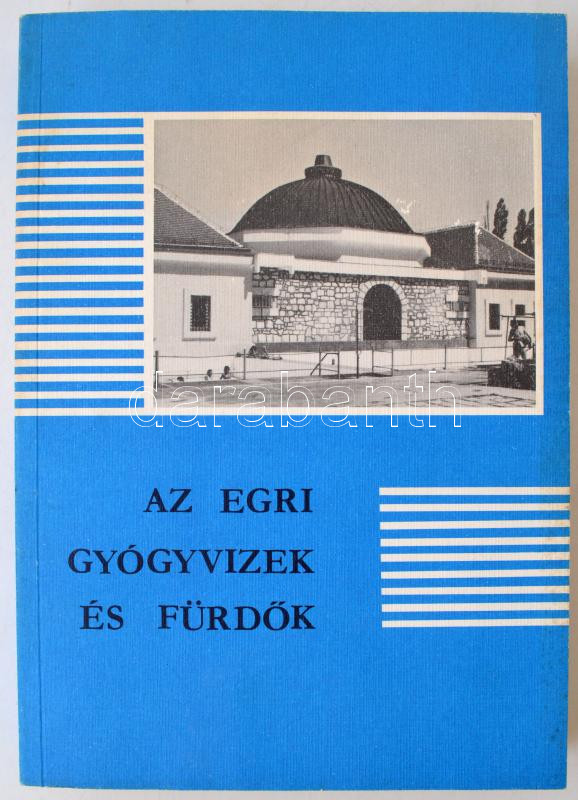 darabanth
AZ EGRI
GYÓGYVIZEK
ÉS FÜRDŐK